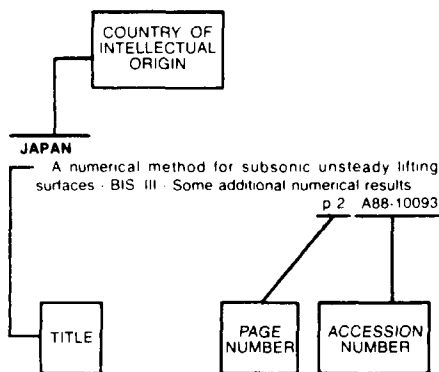 COUNTRY OF
INTELLECTUAL
ORIGIN
JAPAN
A numerical method for subsonic unsteady lifting
surfaces - BIS III - Some additional numerical results
p 2 A88-10093
TITLE
PAGE
NUMBER
ACCESSION
NUMBER